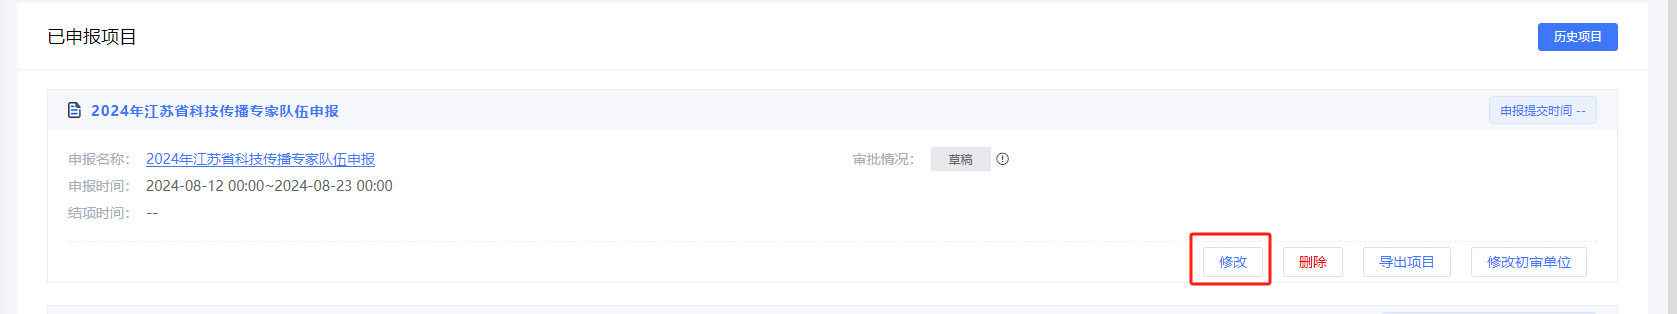 已申报项目
历史项目
2024年江苏省科技传播专家队伍申报
申报提交时间 --
申报名称： 2024年江苏省科技传播专家队伍申报
审批情况： 草稿
申报时间： 2024-08-12 00:00~2024-08-23 00:00
结项时间： --
修改 删除 导出项目 修改初审单位